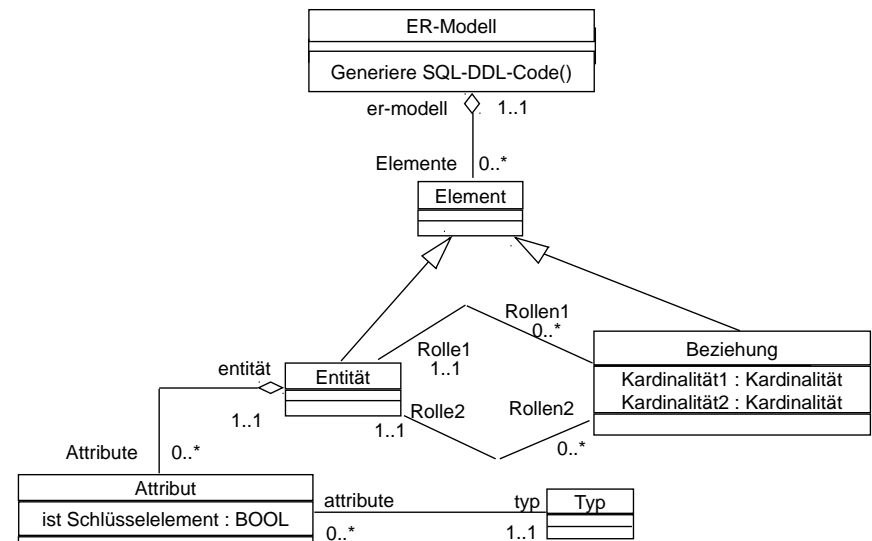 ER-Modell
Generiere SQL-DDL-Code()
er-modell 1..1
Elemente 0..*
Element
Rollen1
0..*
Rolle1
1..1
Beziehung
Kardinalität1 : Kardinalität
Kardinalität2 : Kardinalität
entität
Entität
1..1
Rolle2
1..1
Rollen2
0..*
Attribute 0..*
Attribut
ist Schlüsselelement : BOOL
attribute
0..*
typ
1..1
Typ